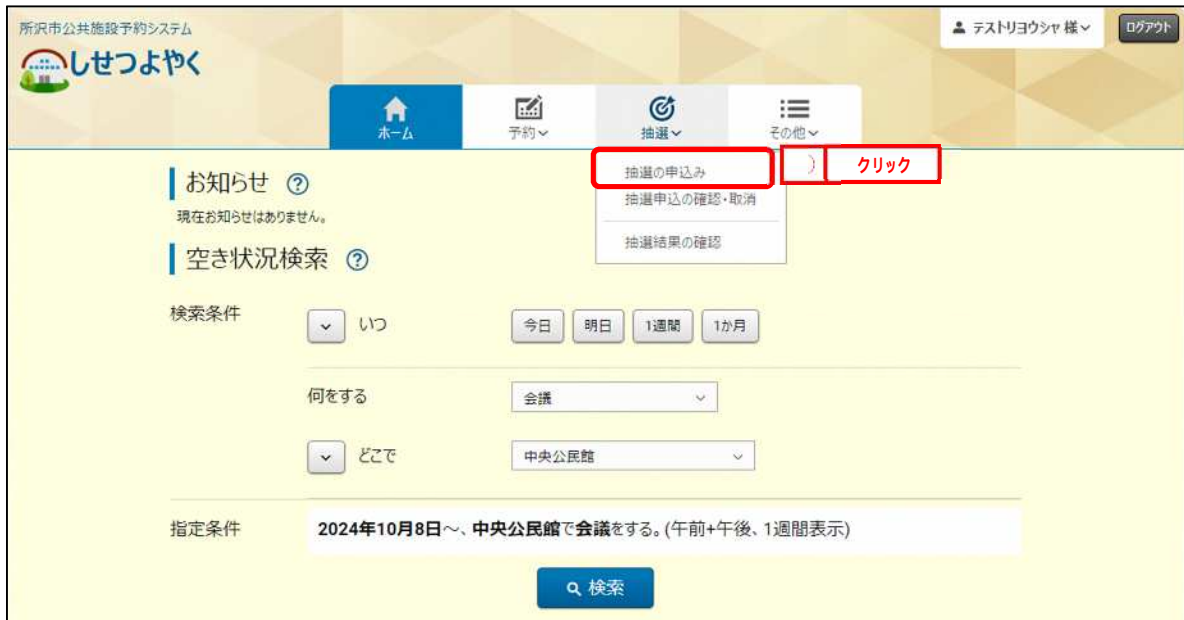 所沢市公共施設予約システム
しせつよやく
テストリヨウシャ 様
ログアウト
ホーム
予約
抽選
その他
抽選の申込み
）
クリック
抽選申込の確認・取消
抽選結果の確認
お知らせ ?
現在お知らせはありません。
空き状況検索 ?
検索条件
いつ
今日 明日 1週間 1か月
何をする
会議
どこで
中央公民館
指定条件
2024年10月8日～、中央公民館で会議をする。(午前+午後、1週間表示)
検索